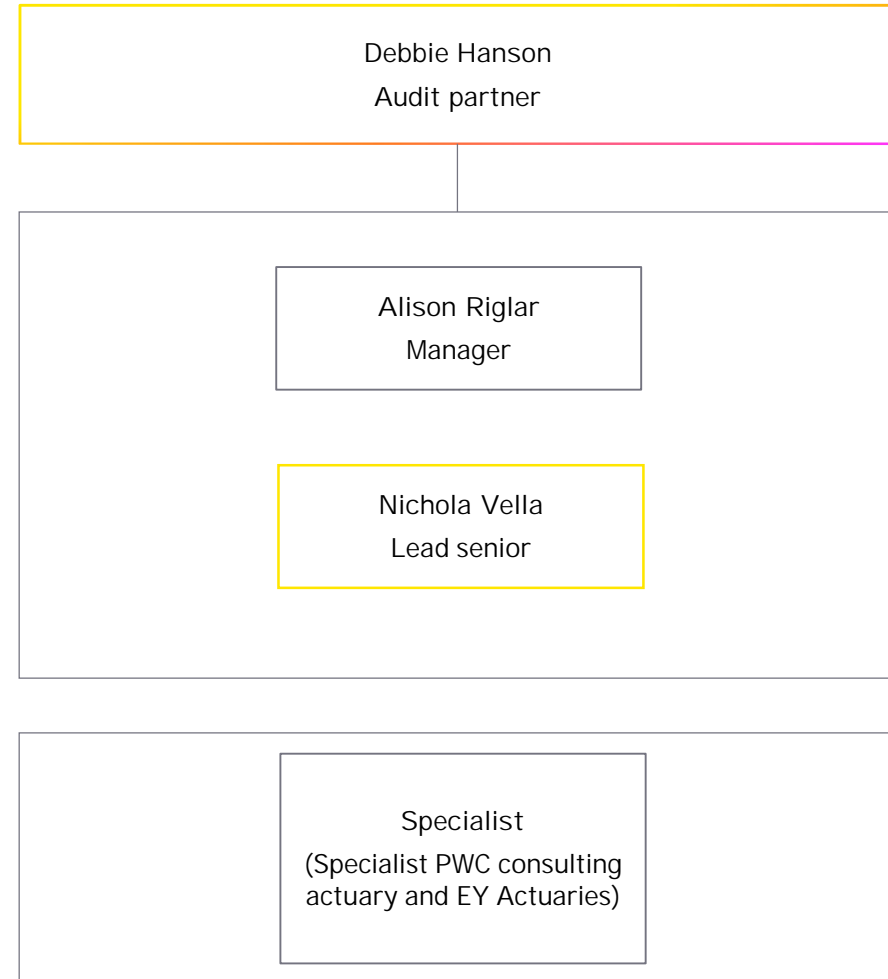 Debbie Hanson
Audit partner
Alison Riglar
Manager
Nichola Vella
Lead senior
Specialist
(Specialist PWC consulting
actuary and EY Actuaries)